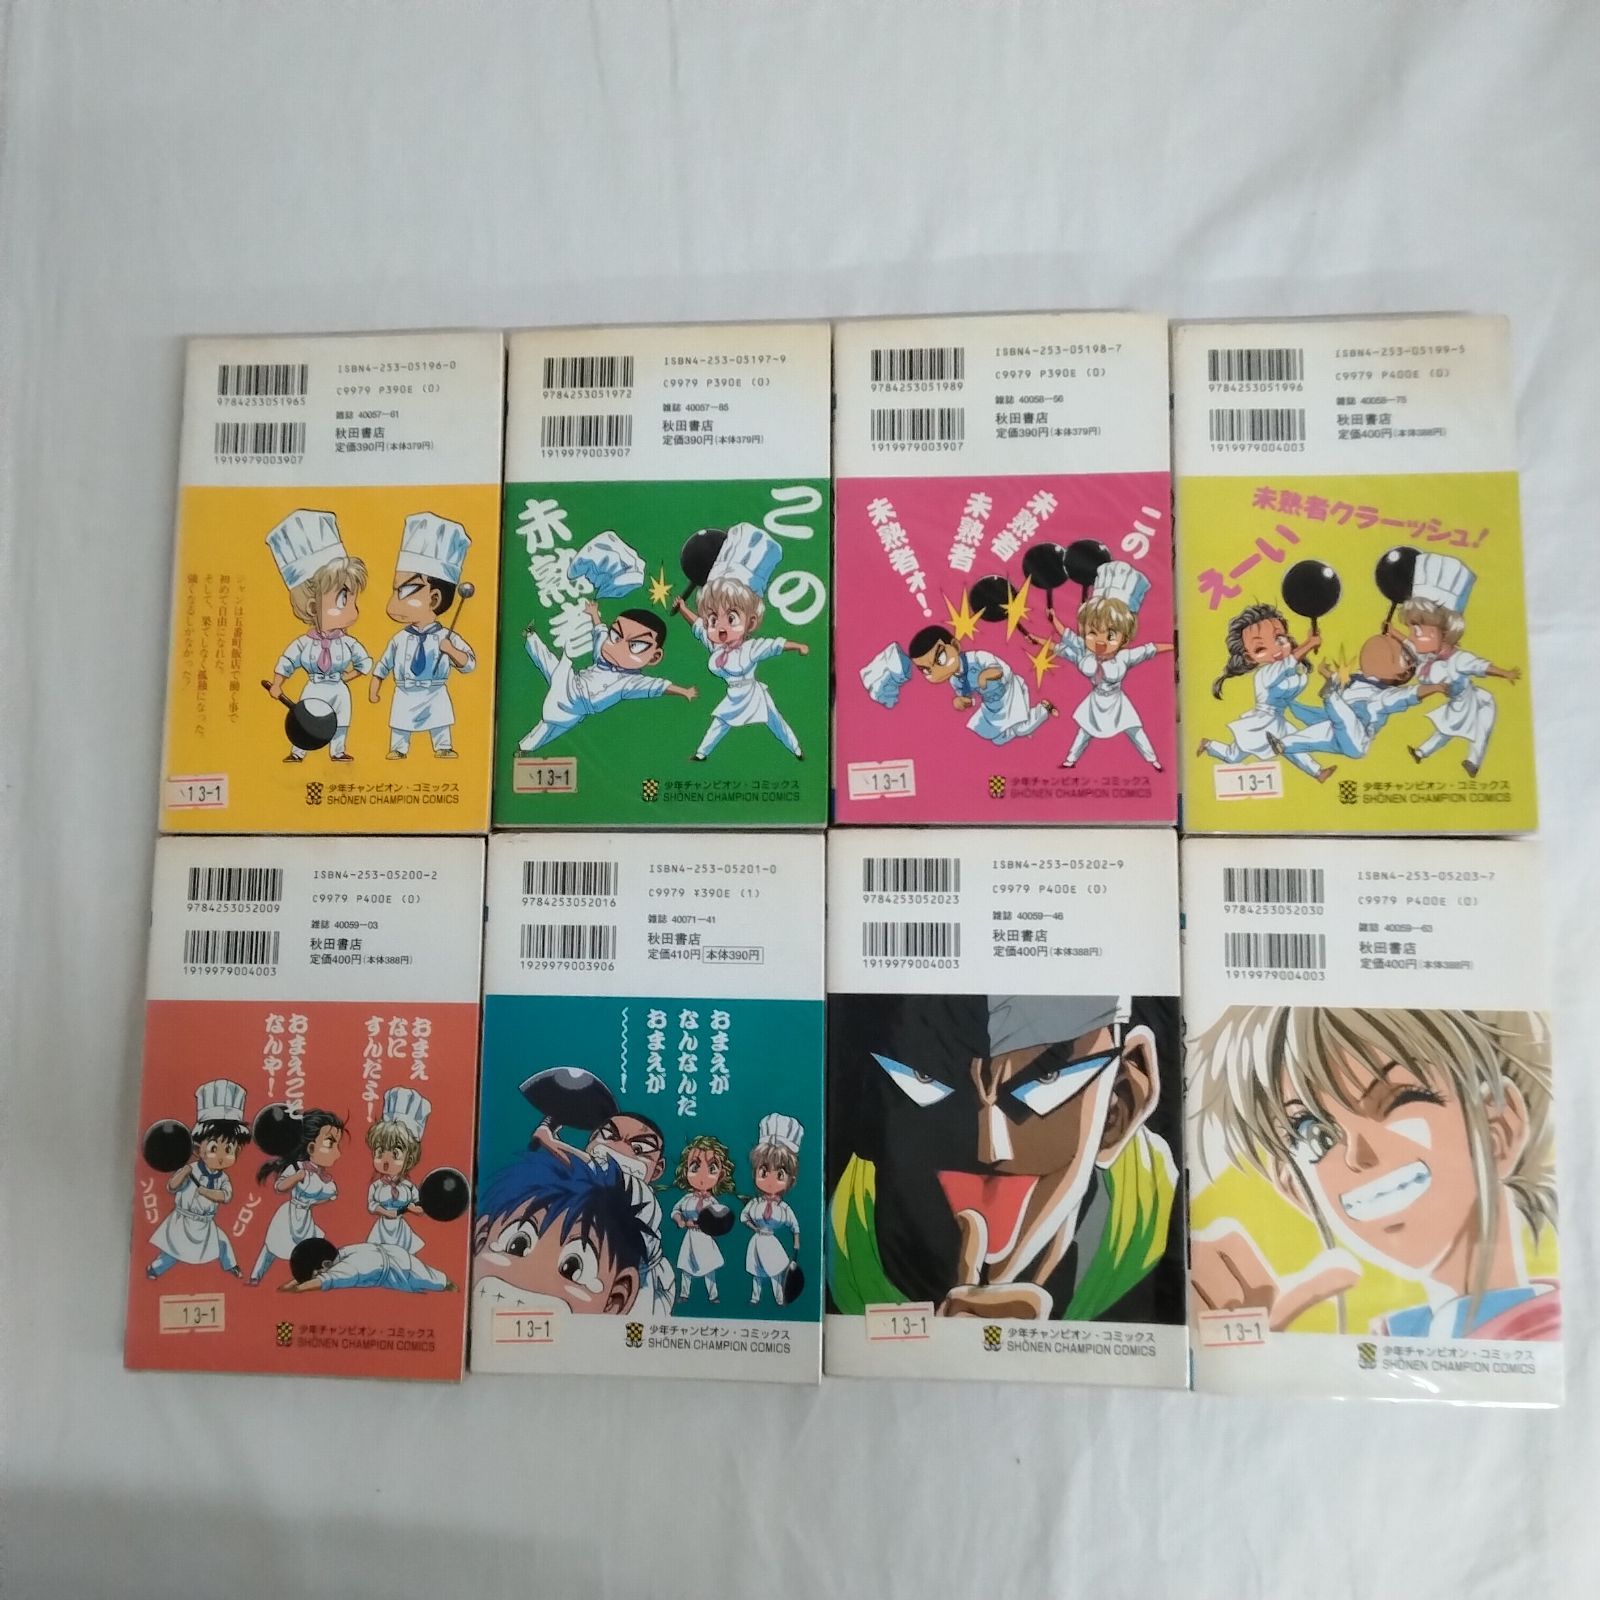 ISBN4-253-05196-0
C9979 P390E (0)
9784253051965
雑誌 40057-61
秋田書店
定価390円(本体379円)
1919979003907
ジャンは五番町飯店で働く事で
初めて自由になれた。
そして、果てしなく孤独になった。
強くなるしかなかった!
13-1
少年チャンピオン・コミックス
SHŌNEN CHAMPION COMICS
ISBN4-253-05197-9
C9979 P390E (0)
9784253051972
雑誌 40057-85
秋田書店
定価390円(本体379円)
1919979003907
この
未熟者
13-1
少年チャンピオン・コミックス
SHŌNEN CHAMPION COMICS
ISBN4-253-05198-7
C9979 P390E (0)
9784253051989
雑誌 40058-56
秋田書店
定価390円(本体379円)
1919979003907
この
未熟者
未熟者
未熟者ォ!
13-1
少年チャンピオン・コミックス
SHŌNEN CHAMPION COMICS
ISBN4-253-05199-5
C9979 P400E (0)
9784253051996
雑誌 40058-75
秋田書店
定価400円(本体388円)
1919979004003
えーい
未熟者クラーッシュ!
13-1
少年チャンピオン・コミックス
SHŌNEN CHAMPION COMICS
ISBN4-253-05200-2
C9979 P400E (0)
9784253052009
雑誌 40059-03
秋田書店
定価400円(本体388円)
1919979004003
おまえ
なに
すんだよ!
おまえこそ
なんや!
ソロリ
ソロリ
13-1
少年チャンピオン・コミックス
SHŌNEN CHAMPION COMICS
ISBN4-253-05201-0
C9979 ¥390E (1)
9784253052016
雑誌 40071-41
秋田書店
定価410円 本体390円
1929979003906
おまえが
なんなんだ
おまえが
〜〜〜〜!
13-1
少年チャンピオン・コミックス
SHŌNEN CHAMPION COMICS
ISBN4-253-05202-9
C9979 P400E (0)
9784253052023
雑誌 40059-46
秋田書店
定価400円(本体388円)
1919979004003
13-1
少年チャンピオン・コミックス
SHŌNEN CHAMPION COMICS
ISBN4-253-05203-7
C9979 P400E (0)
9784253052030
雑誌 40059-63
秋田書店
定価400円(本体388円)
1919979004003
13-1
少年チャンピオン・コミックス
SHŌNEN CHAMPION COMICS